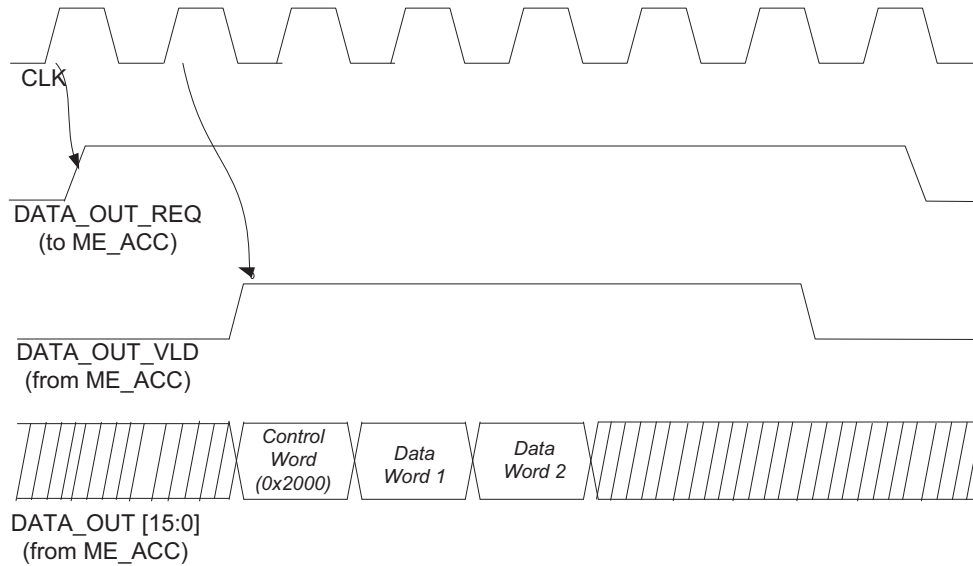 CLK
DATA_OUT_REQ
(to ME_ACC)
DATA_OUT_VLD
(from ME_ACC)
Control
Word
(0x2000)
Data
Word 1
Data
Word 2
DATA_OUT [15:0]
(from ME_ACC)